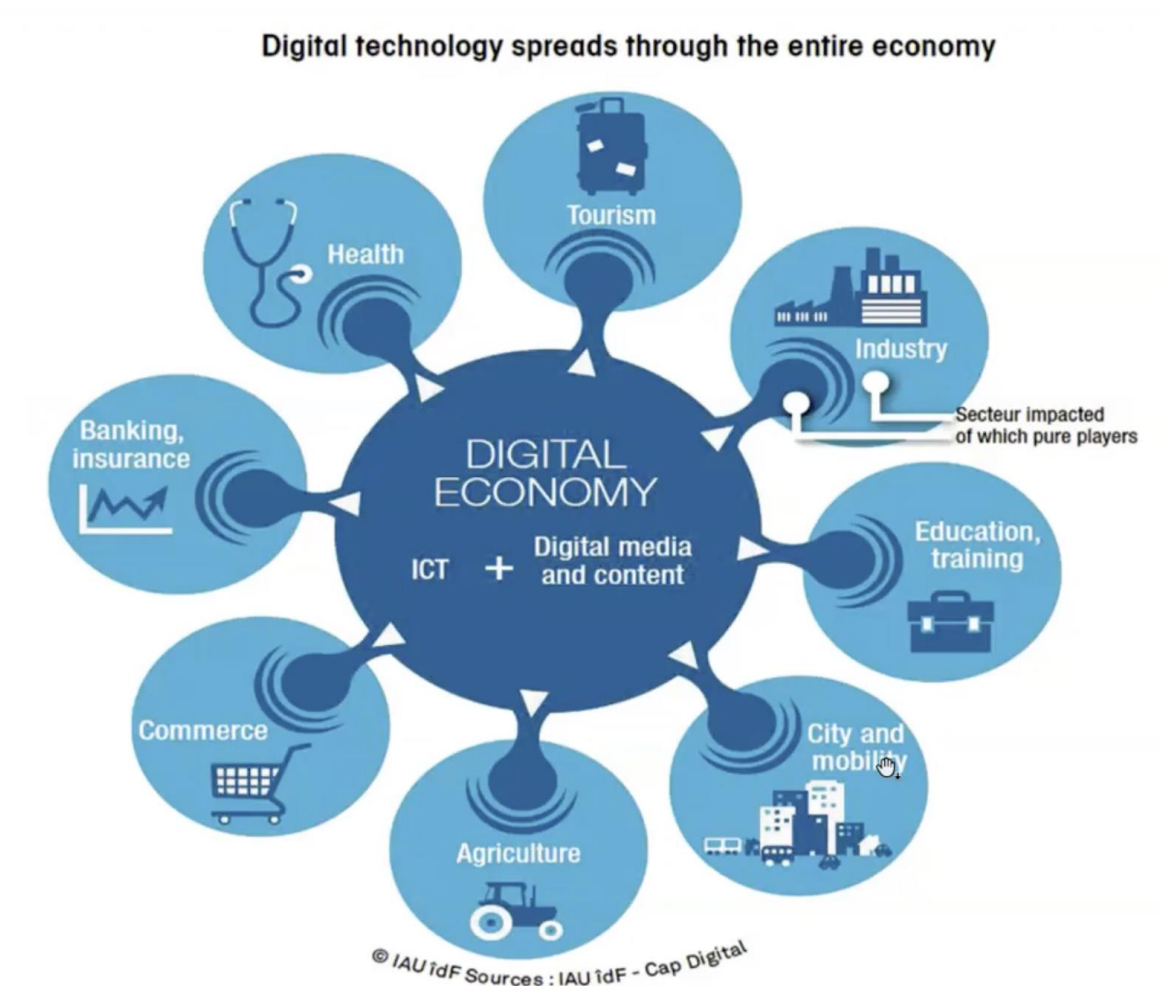 Digital technology spreads through the entire economy
Tourism
Health
Industry
Secteur impacted
of which pure players
Banking,
insurance
DIGITAL
ECONOMY
ICT + Digital media
and content
Education,
training
Commerce
City and
mobility
Agriculture
© IAU îdF Sources : IAU îdF - Cap Digital